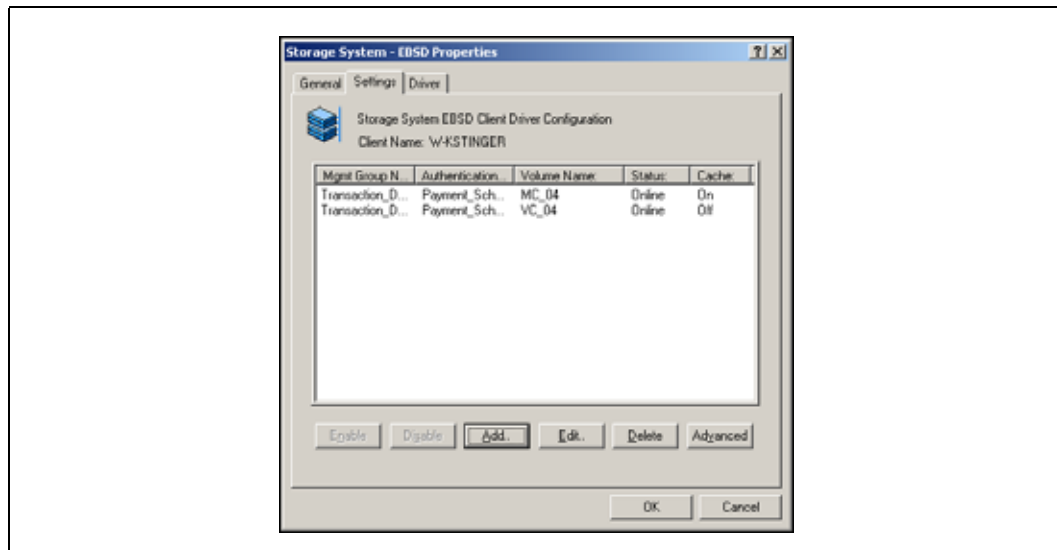 Storage System - EBSD Properties
General Settings Driver
Storage System EBSD Client Driver Configuration
Client Name: W-KSTINGER
Mgmt Group N... Authentication... Volume Name: Status: Cache:
Transaction_D... Payment_Sch... MC_04 Online On
Transaction_D... Payment_Sch... VC_04 Online Off
Enable Disable Add.. Edit.. Delete Advanced
OK Cancel